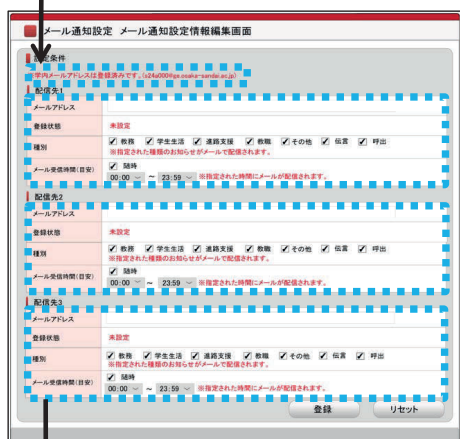 メール通知設定 メール通知設定情報編集画面
設定条件
※学内メールアドレスは登録済みです。(s24a000@ge.osaka-sandai.ac.jp)
配信先1
メールアドレス
登録状態 未設定
種別 教務 学生生活 進路支援 教職 その他 伝言 呼出
※指定された種類のお知らせがメールで配信されます。
メール受信時間(目安) 随時
00:00 ~ 23:59 ※指定された時間にメールが配信されます。
配信先2
メールアドレス
登録状態 未設定
種別 教務 学生生活 進路支援 教職 その他 伝言 呼出
※指定された種類のお知らせがメールで配信されます。
メール受信時間(目安) 随時
00:00 ~ 23:59 ※指定された時間にメールが配信されます。
配信先3
メールアドレス
登録状態 未設定
種別 教務 学生生活 進路支援 教職 その他 伝言 呼出
※指定された種類のお知らせがメールで配信されます。
メール受信時間(目安) 随時
00:00 ~ 23:59 ※指定された時間にメールが配信されます。
登録 リセット